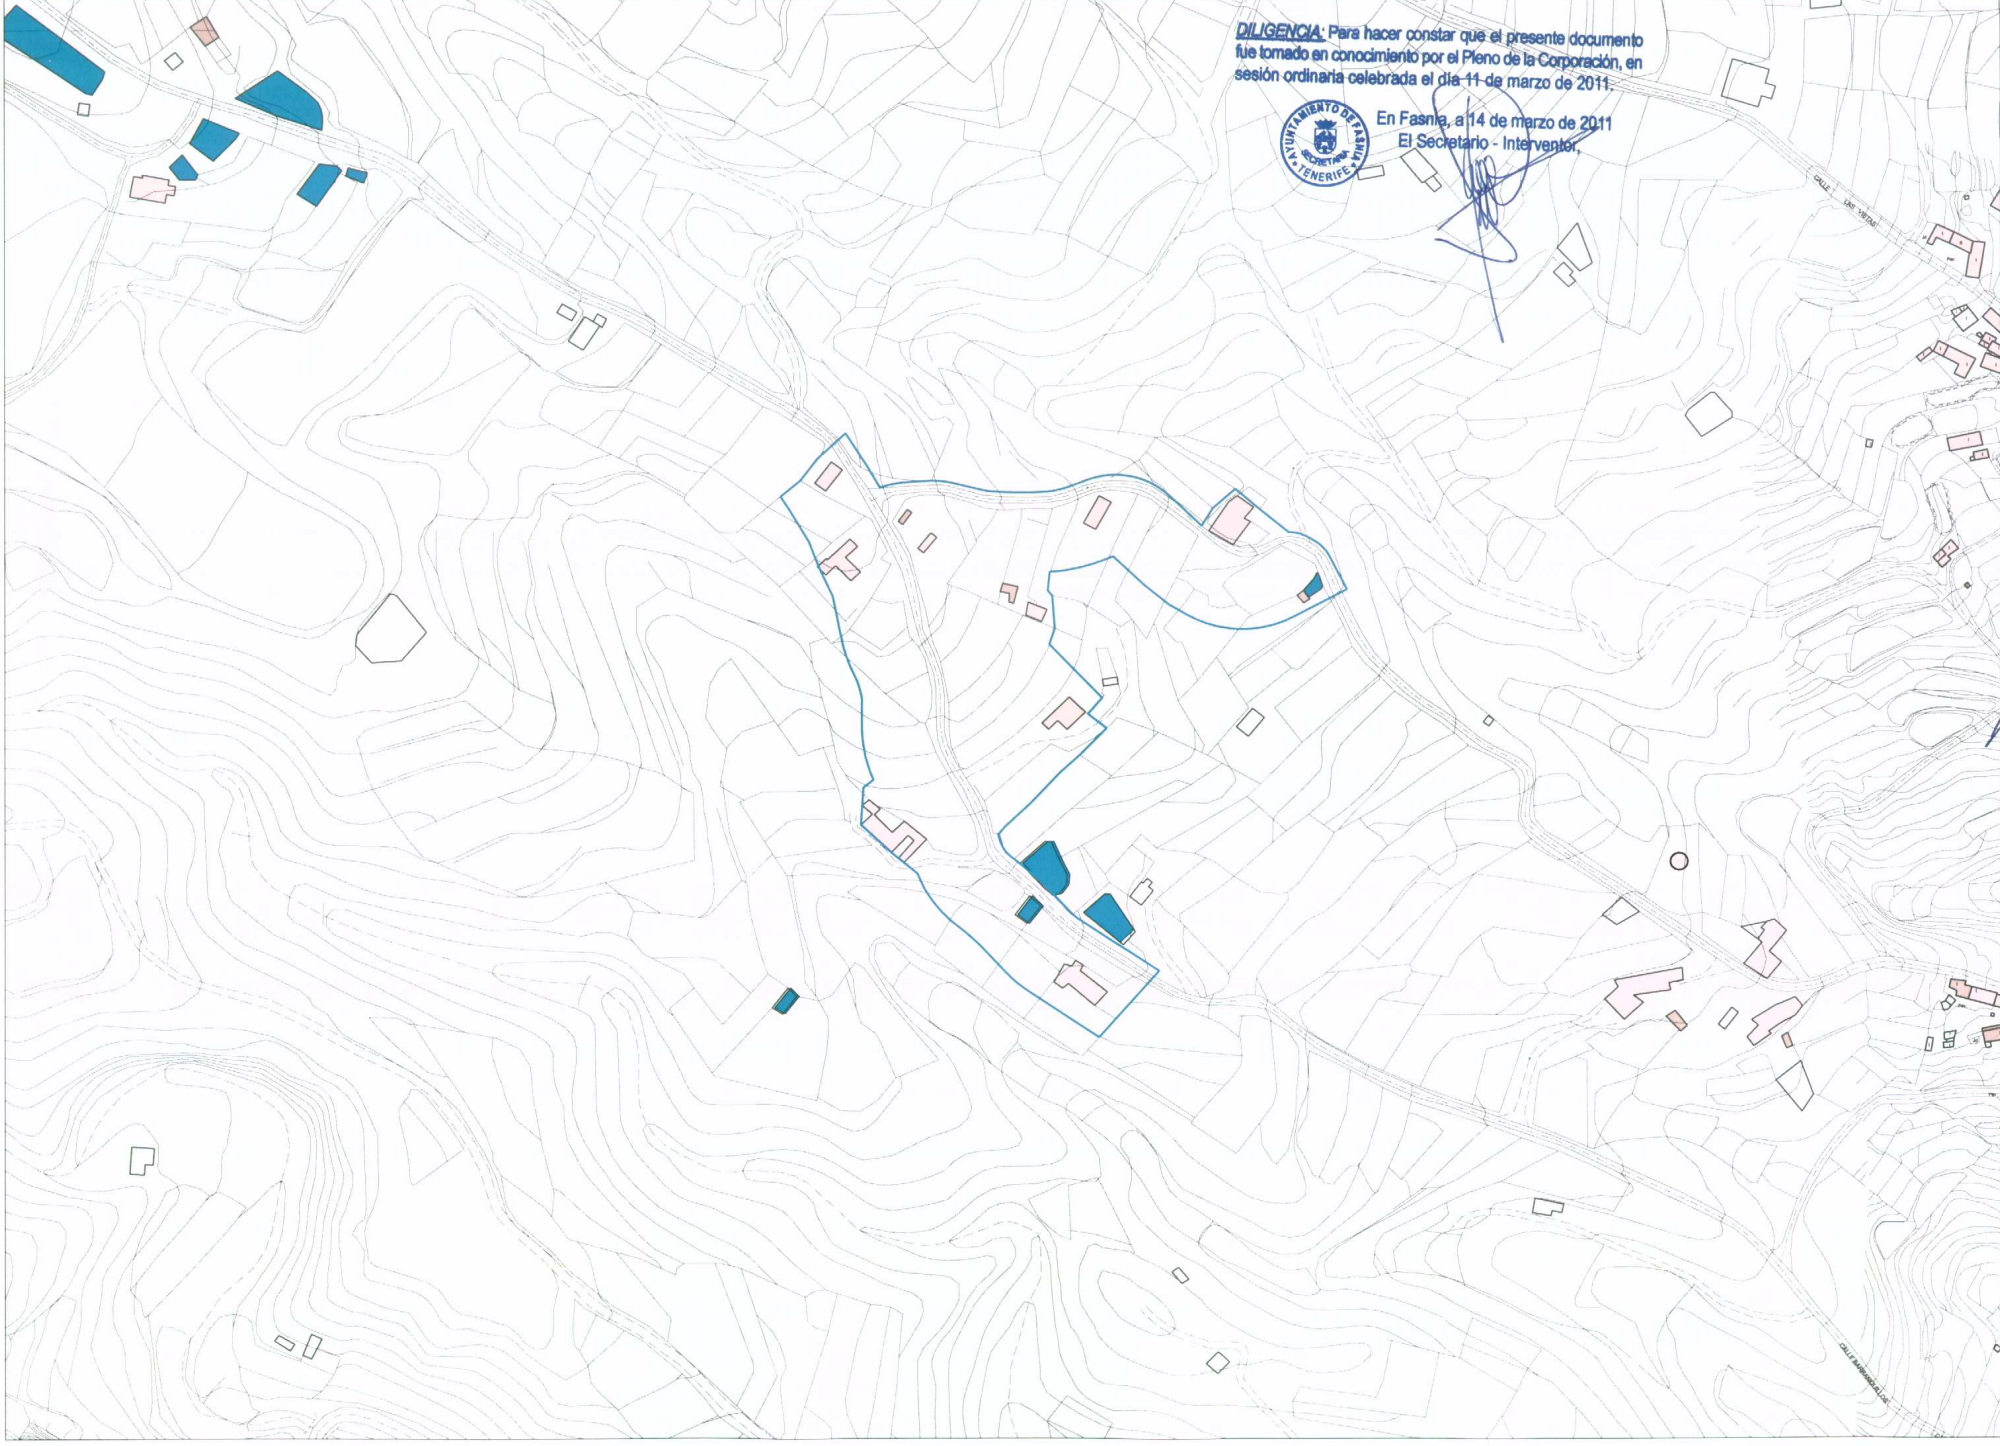 DILIGENCIA: Para hacer constar que el presente documento
fue tomado en conocimiento por el Pleno de la Corporación, en
sesión ordinaria celebrada el día 11 de marzo de 2011.
En Fasnia, a 14 de marzo de 2011
El Secretario - Interventor,
AYUNTAMIENTO DE FASNIA
SECRETARIA
TENERIFE
CALLE LAS VISTAS
CALLE BARRANQUILLOS